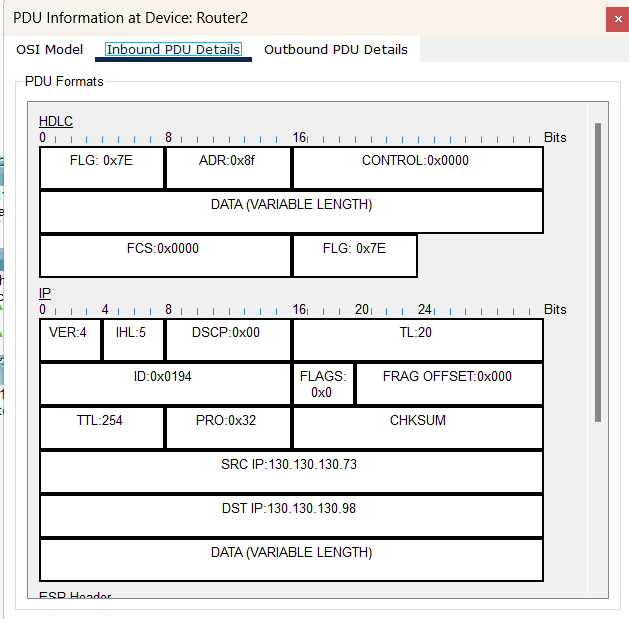 PDU Information at Device: Router2
OSI Model Inbound PDU Details Outbound PDU Details
PDU Formats
HDLC
0 8 16 Bits
FLG: 0x7E ADR:0x8f CONTROL:0x0000
DATA (VARIABLE LENGTH)
FCS:0x0000 FLG: 0x7E
IP
0 4 8 16 20 24 Bits
VER:4 IHL:5 DSCP:0x00 TL:20
ID:0x0194 FLAGS: 0x0 FRAG OFFSET:0x000
TTL:254 PRO:0x32 CHKSUM
SRC IP:130.130.130.73
DST IP:130.130.130.98
DATA (VARIABLE LENGTH)
ESP Header